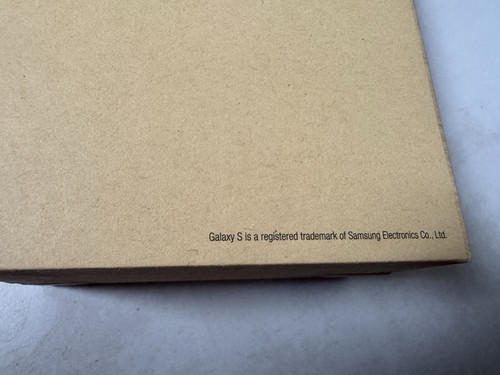 Galaxy S is a registered trademark of Samsung Electronics Co., Ltd.